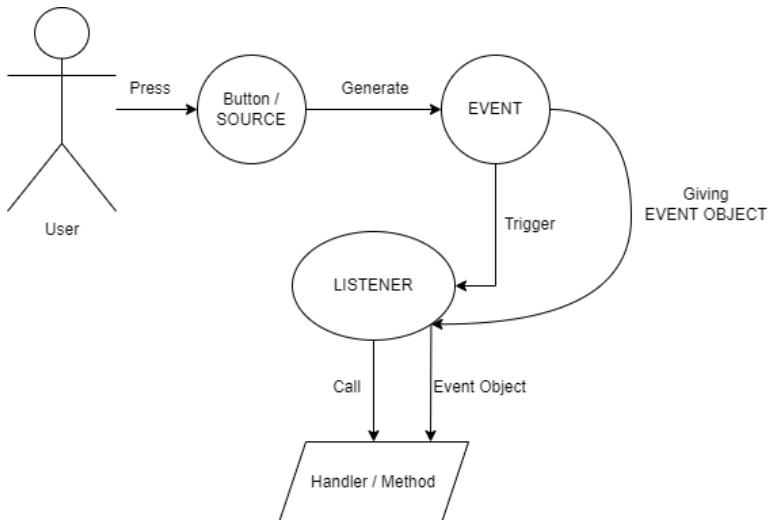 Press
Button /
SOURCE
Generate
EVENT
User
Trigger
Giving
EVENT OBJECT
LISTENER
Call
Event Object
Handler / Method